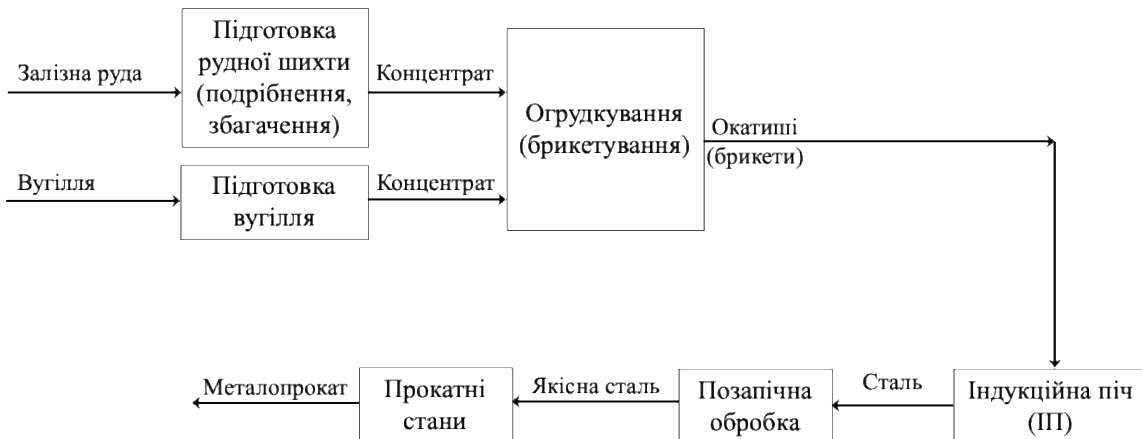 Залізна руда
Підготовка
рудної шихти
(подрібнення,
збагачення)
Концентрат
Огрудкування
(брикетування)
Окатиші
(брикети)
Вугілля
Підготовка
вугілля
Концентрат
Металопрокат
Прокатні
стани
Якісна сталь
Позапічна
обробка
Сталь
Індукційна піч
(ІП)